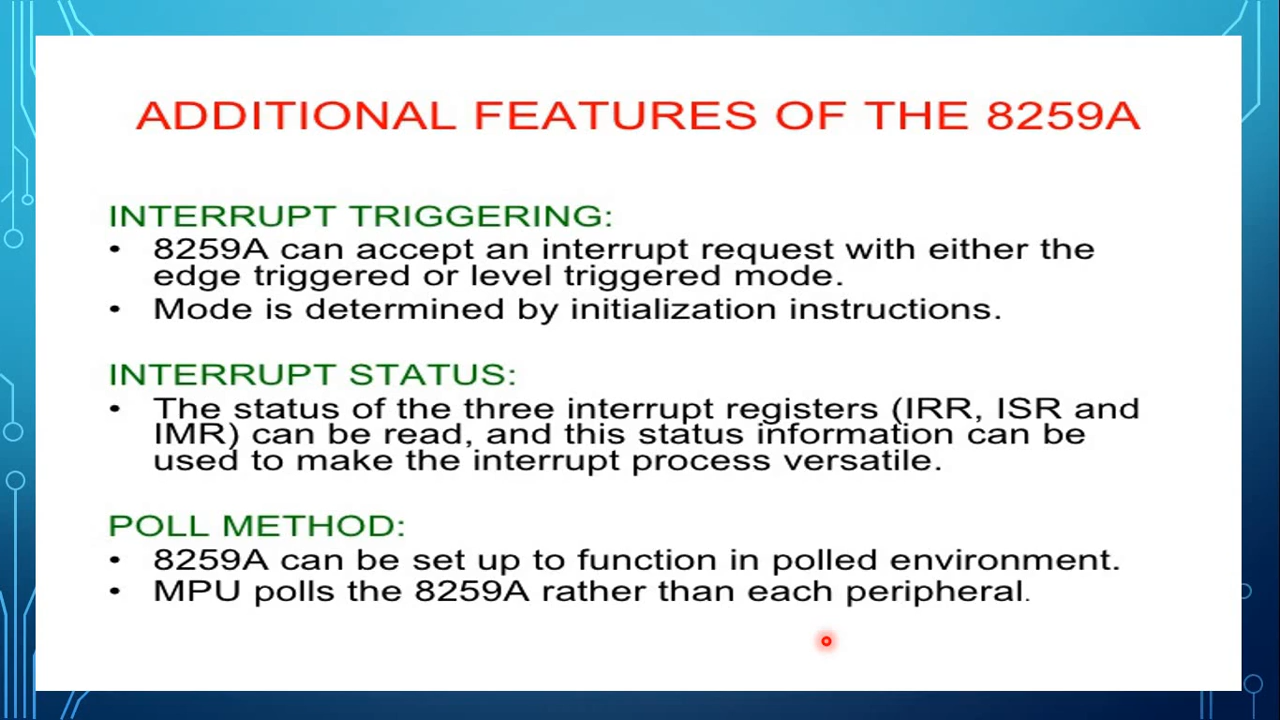 ADDITIONAL FEATURES OF THE 8259A
INTERRUPT TRIGGERING:
• 8259A can accept an interrupt request with either the
edge triggered or level triggered mode.
• Mode is determined by initialization instructions.
INTERRUPT STATUS:
• The status of the three interrupt registers (IRR, ISR and
IMR) can be read, and this status information can be
used to make the interrupt process versatile.
POLL METHOD:
• 8259A can be set up to function in polled environment.
• MPU polls the 8259A rather than each peripheral.